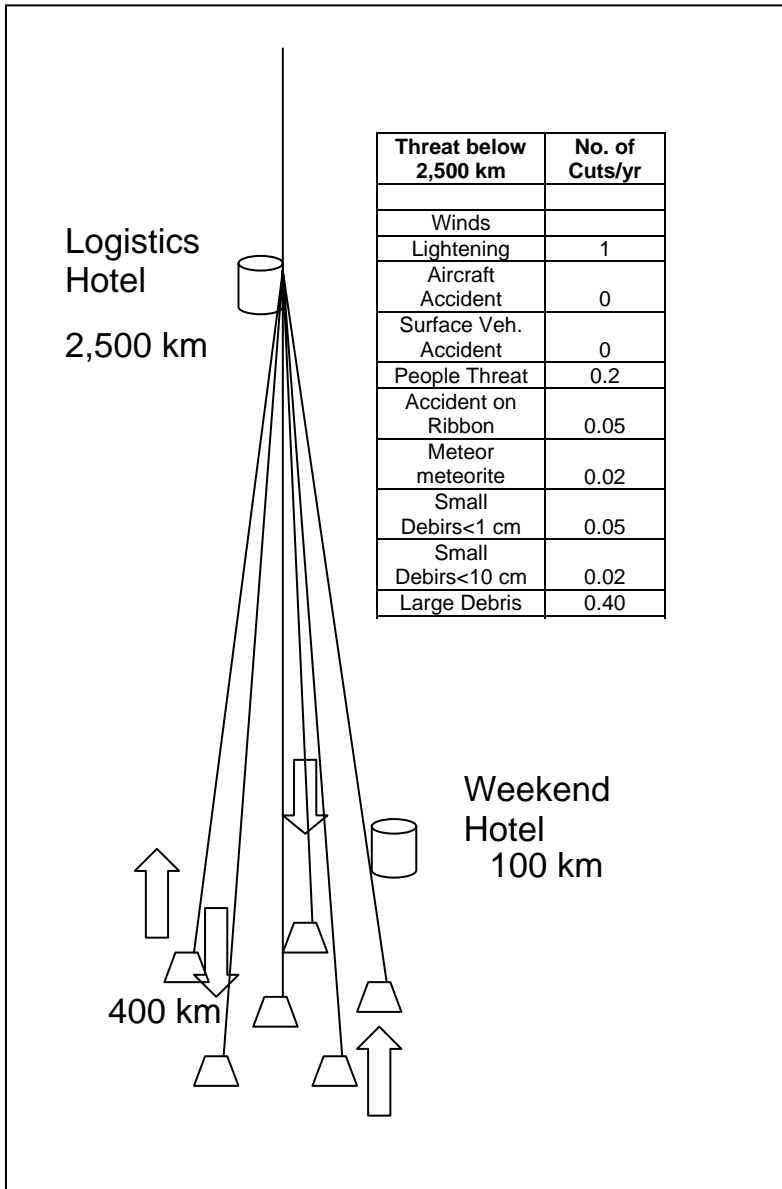 Threat below
2,500 km
No. of
Cuts/yr
Winds
Lightening 1
Aircraft
Accident 0
Surface Veh.
Accident 0
People Threat 0.2
Accident on
Ribbon 0.05
Meteor
meteorite 0.02
Small
Debirs<1 cm 0.05
Small
Debirs<10 cm 0.02
Large Debris 0.40
Logistics
Hotel
2,500 km
Weekend
Hotel
100 km
400 km